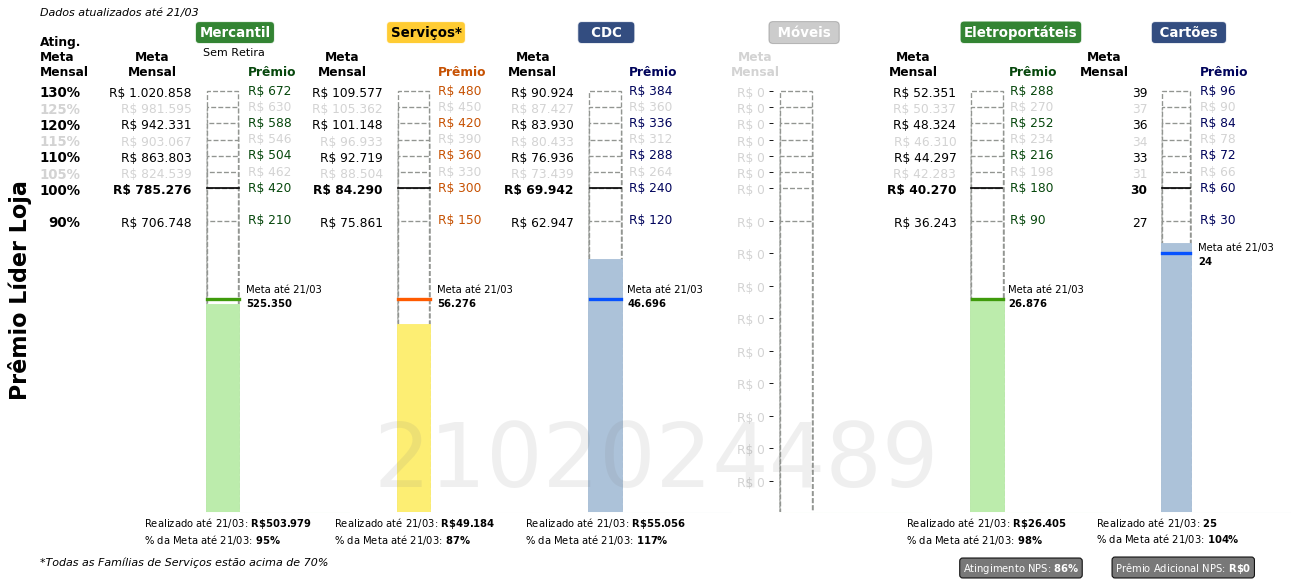 Dados atualizados até 21/03
Mercantil Serviços* CDC Móveis Eletroportáteis Cartões
Sem Retira
Ating. Meta Mensal
Meta Mensal Prêmio Meta Mensal Prêmio Meta Mensal Prêmio Meta Mensal Meta Mensal Prêmio Meta Mensal Prêmio
130% R$ 1.020.858 R$ 672 R$ 109.577 R$ 480 R$ 90.924 R$ 384 R$ 0 R$ 52.351 R$ 288 39 R$ 96
125% R$ 981.595 R$ 630 R$ 105.362 R$ 450 R$ 87.427 R$ 360 R$ 0 R$ 50.337 R$ 270 37 R$ 90
120% R$ 942.331 R$ 588 R$ 101.148 R$ 420 R$ 83.930 R$ 336 R$ 0 R$ 48.324 R$ 252 36 R$ 84
115% R$ 903.067 R$ 546 R$ 96.933 R$ 390 R$ 80.433 R$ 312 R$ 0 R$ 46.310 R$ 234 34 R$ 78
110% R$ 863.803 R$ 504 R$ 92.719 R$ 360 R$ 76.936 R$ 288 R$ 0 R$ 44.297 R$ 216 33 R$ 72
105% R$ 824.539 R$ 462 R$ 88.504 R$ 330 R$ 73.439 R$ 264 R$ 0 R$ 42.283 R$ 198 31 R$ 66
100% R$ 785.276 R$ 420 R$ 84.290 R$ 300 R$ 69.942 R$ 240 R$ 0 R$ 40.270 R$ 180 30 R$ 60
90% R$ 706.748 R$ 210 R$ 75.861 R$ 150 R$ 62.947 R$ 120 R$ 0 R$ 36.243 R$ 90 27 R$ 30
R$ 0
R$ 0
R$ 0
R$ 0
R$ 0
R$ 0
R$ 0
R$ 0
Meta até 21/03
525.350
Meta até 21/03
56.276
Meta até 21/03
46.696
Meta até 21/03
26.876
Meta até 21/03
24
Prêmio Líder Loja
2102024489
Realizado até 21/03: R$503.979 Realizado até 21/03: R$49.184 Realizado até 21/03: R$55.056 Realizado até 21/03: R$26.405 Realizado até 21/03: 25
% da Meta até 21/03: 95% % da Meta até 21/03: 87% % da Meta até 21/03: 117% % da Meta até 21/03: 98% % da Meta até 21/03: 104%
*Todas as Famílias de Serviços estão acima de 70%
Atingimento NPS: 86% Prêmio Adicional NPS: R$0